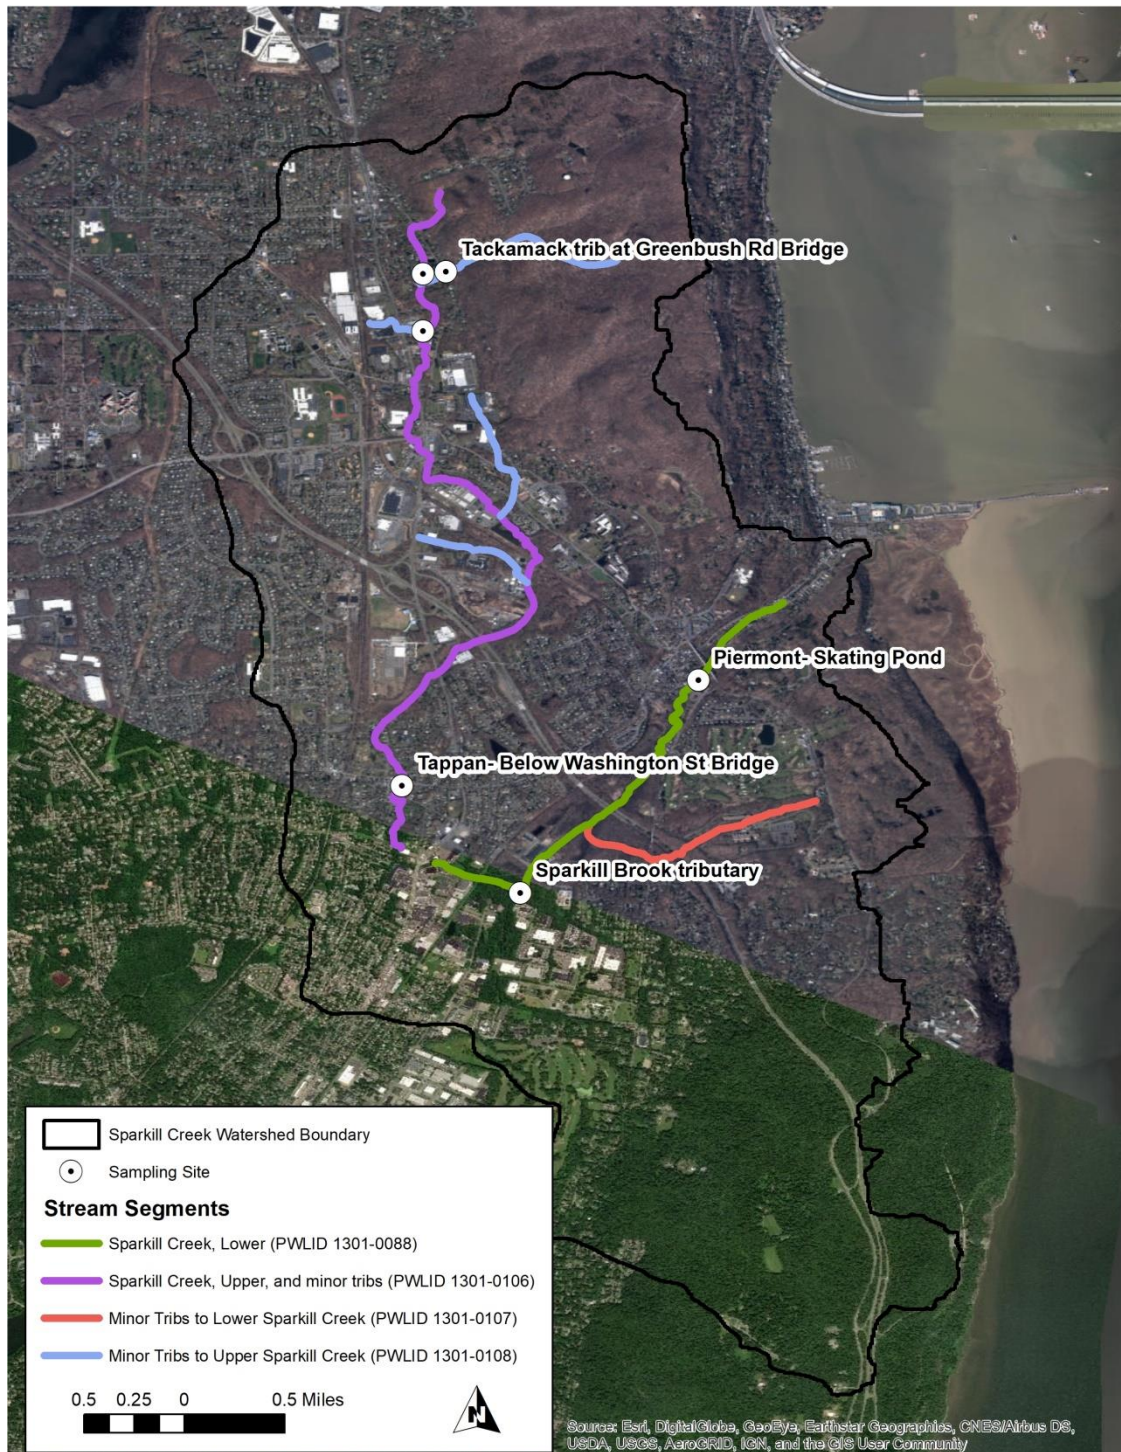 Tackamack trib at Greenbush Rd Bridge
Piermont- Skating Pond
Tappan- Below Washington St Bridge
Sparkill Brook tributary
Sparkill Creek Watershed Boundary
Sampling Site
Stream Segments
Sparkill Creek, Lower (PWLID 1301-0088)
Sparkill Creek, Upper, and minor tribs (PWLID 1301-0106)
Minor Tribs to Lower Sparkill Creek (PWLID 1301-0107)
Minor Tribs to Upper Sparkill Creek (PWLID 1301-0108)
0.5 0.25 0 0.5 Miles
N
Source: Esri, DigitalGlobe, GeoEye, Earthstar Geographics, CNES/Airbus DS,
USDA, USGS, AeroGRID, IGN, and the GIS User Community